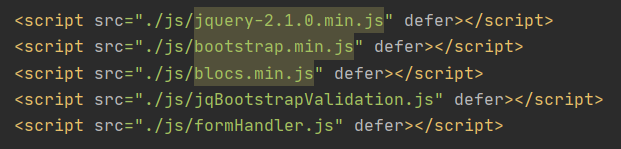 <script src="./js/jquery-2.1.0.min.js" defer></script>
<script src="./js/bootstrap.min.js" defer></script>
<script src="./js/blocs.min.js" defer></script>
<script src="./js/jqBootstrapValidation.js" defer></script>
<script src="./js/formHandler.js" defer></script>